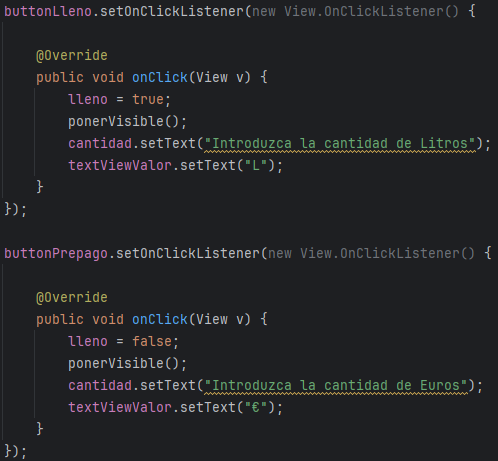 buttonLleno.setOnClickListener(new View.OnClickListener() {
@Override
public void onClick(View v) {
lleno = true;
ponerVisible();
cantidad.setText("Introduzca la cantidad de Litros");
textViewValor.setText("L");
}
});
buttonPrepago.setOnClickListener(new View.OnClickListener() {
@Override
public void onClick(View v) {
lleno = false;
ponerVisible();
cantidad.setText("Introduzca la cantidad de Euros");
textViewValor.setText("€");
}
});